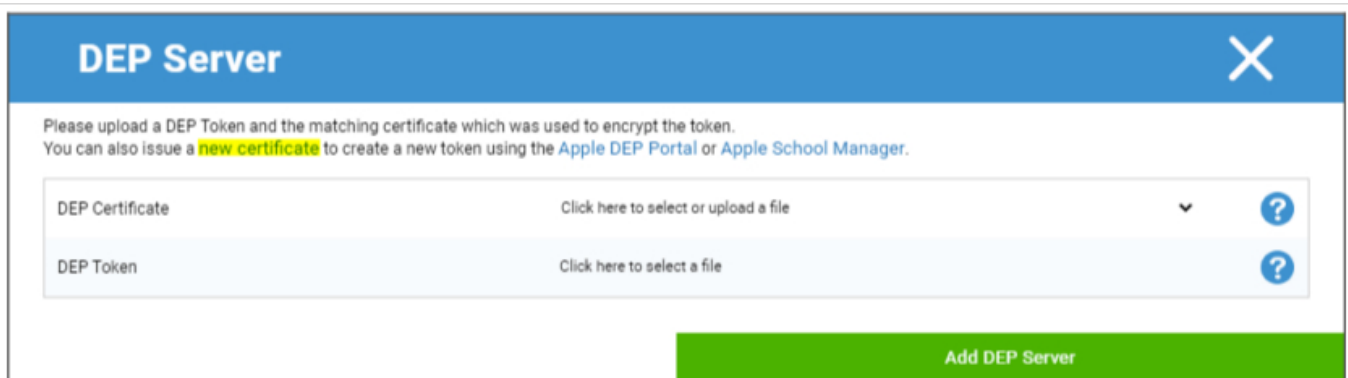 DEP Server
Please upload a DEP Token and the matching certificate which was used to encrypt the token.
You can also issue a new certificate to create a new token using the Apple DEP Portal or Apple School Manager.
DEP Certificate Click here to select or upload a file ?
DEP Token Click here to select a file ?
Add DEP Server